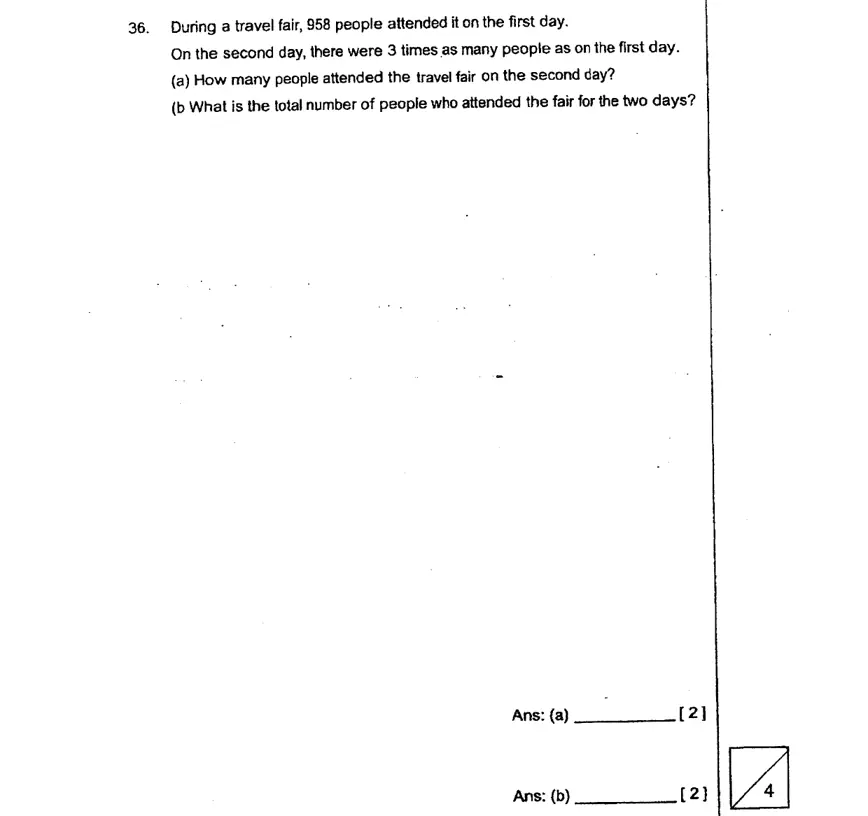 36. During a travel fair, 958 people attended it on the first day.
On the second day, there were 3 times as many people as on the first day.
(a) How many people attended the travel fair on the second day?
(b What is the total number of people who attended the fair for the two days?
Ans: (a) __________ [ 2 ]
Ans: (b) __________ [ 2 ]
4